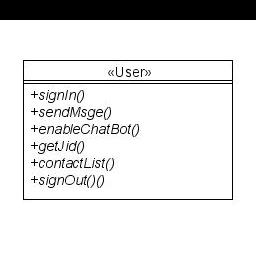 «User»
+signIn()
+sendMsge()
+enableChatBot()
+getJid()
+contactList()
+signOut()()